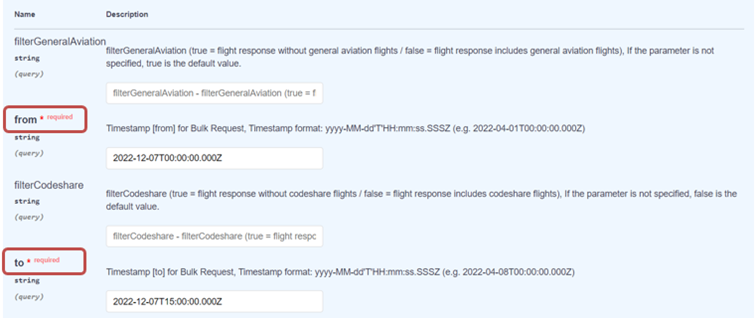 Name Description
filterGeneralAviation
string
(query)
filterGeneralAviation (true = flight response without general aviation flights / false = flight response includes general aviation flights), If the parameter is not
specified, true is the default value.
filterGeneralAviation - filterGeneralAviation (true = f
from * required
string
(query)
Timestamp [from] for Bulk Request, Timestamp format: yyyy-MM-dd'T'HH:mm:ss.SSSZ (e.g. 2022-04-01T00:00:00.000Z)
2022-12-07T00:00:00.000Z
filterCodeshare
string
(query)
filterCodeshare (true = flight response without codeshare flights / false = flight response includes codeshare flights), If the parameter is not specified, false is the
default value.
filterCodeshare - filterCodeshare (true = flight respc
to * required
string
(query)
Timestamp [to] for Bulk Request, Timestamp format: yyyy-MM-dd'T'HH:mm:ss.SSSZ (e.g. 2022-04-08T00:00:00.000Z)
2022-12-07T15:00:00.000Z